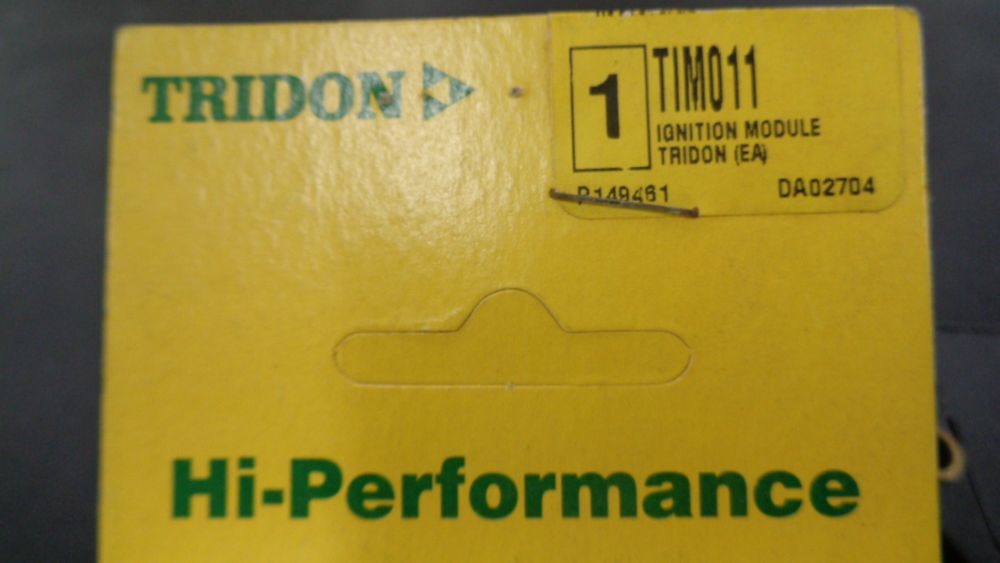 TRIDON
1
TIM011
IGNITION MODULE
TRIDON (EA)
DA02704
Hi-Performance